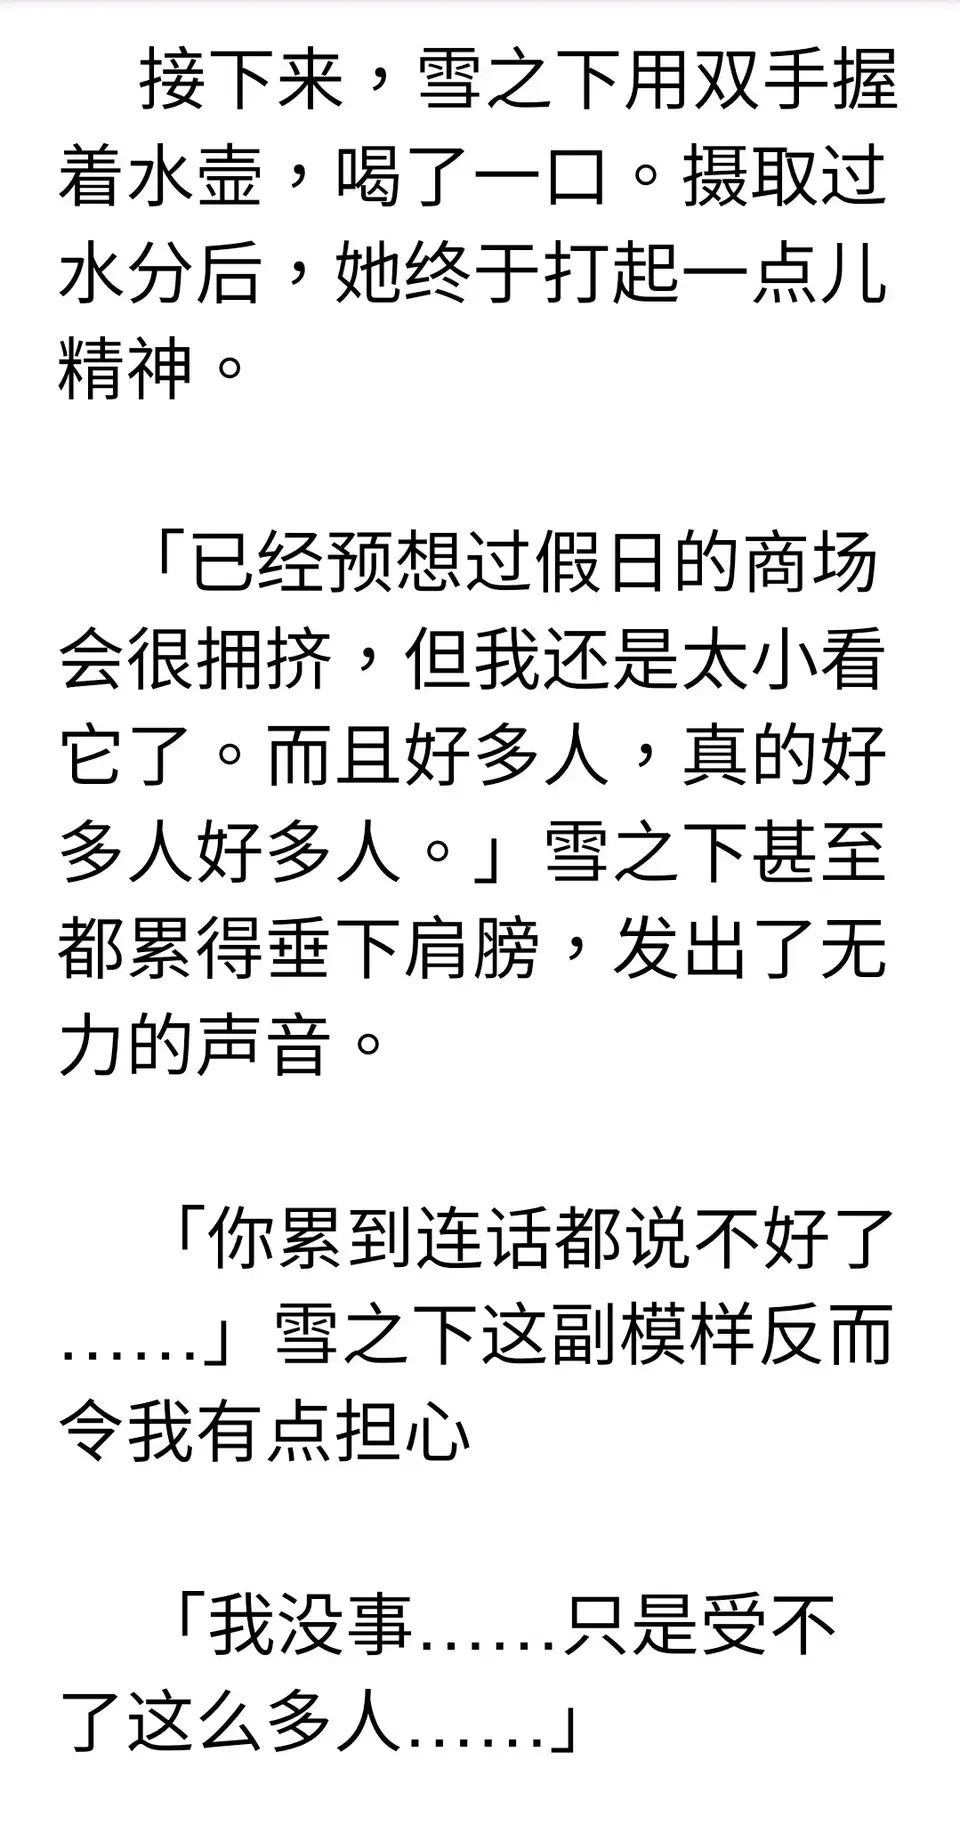 接下来，雪之下用双手握
着水壶，喝了一口。摄取过
水分后，她终于打起一点儿
精神。
「已经预想过假日的商场
会很拥挤，但我还是太小看
它了。而且好多人，真的好
多人好多人。」雪之下甚至
都累得垂下肩膀，发出了无
力的声音。
「你累到连话都说不好了
……」雪之下这副模样反而
令我有点担心
「我没事……只是受不
了这么多人……」